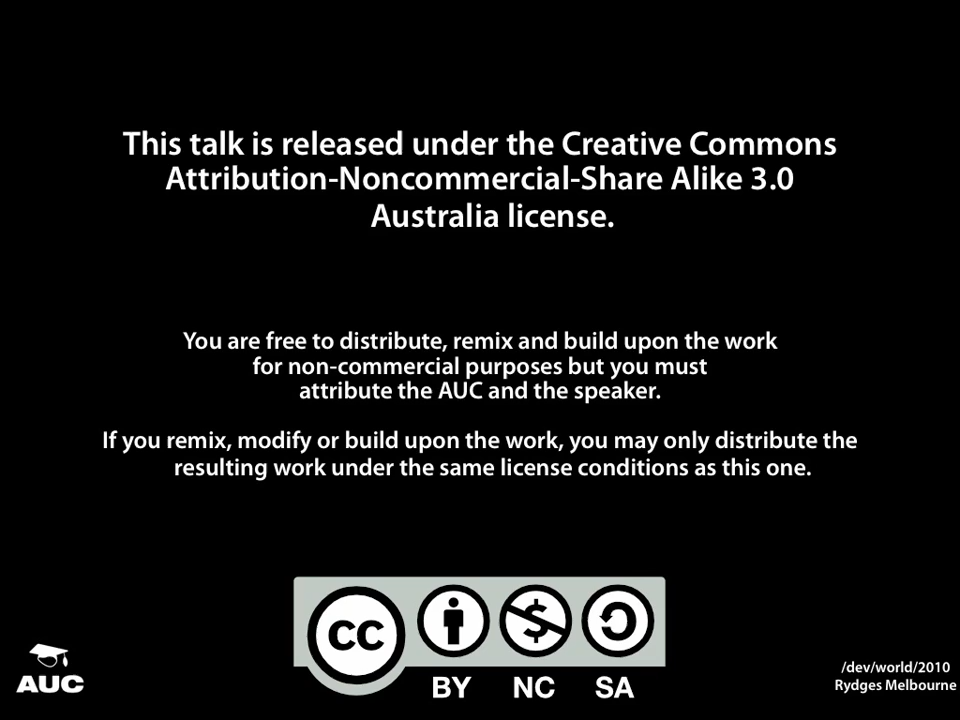 This talk is released under the Creative Commons
Attribution-Noncommercial-Share Alike 3.0
Australia license.
You are free to distribute, remix and build upon the work
for non-commercial purposes but you must
attribute the AUC and the speaker.
If you remix, modify or build upon the work, you may only distribute the
resulting work under the same license conditions as this one.
cc
BY NC SA
AUC
/dev/world/2010
Rydges Melbourne